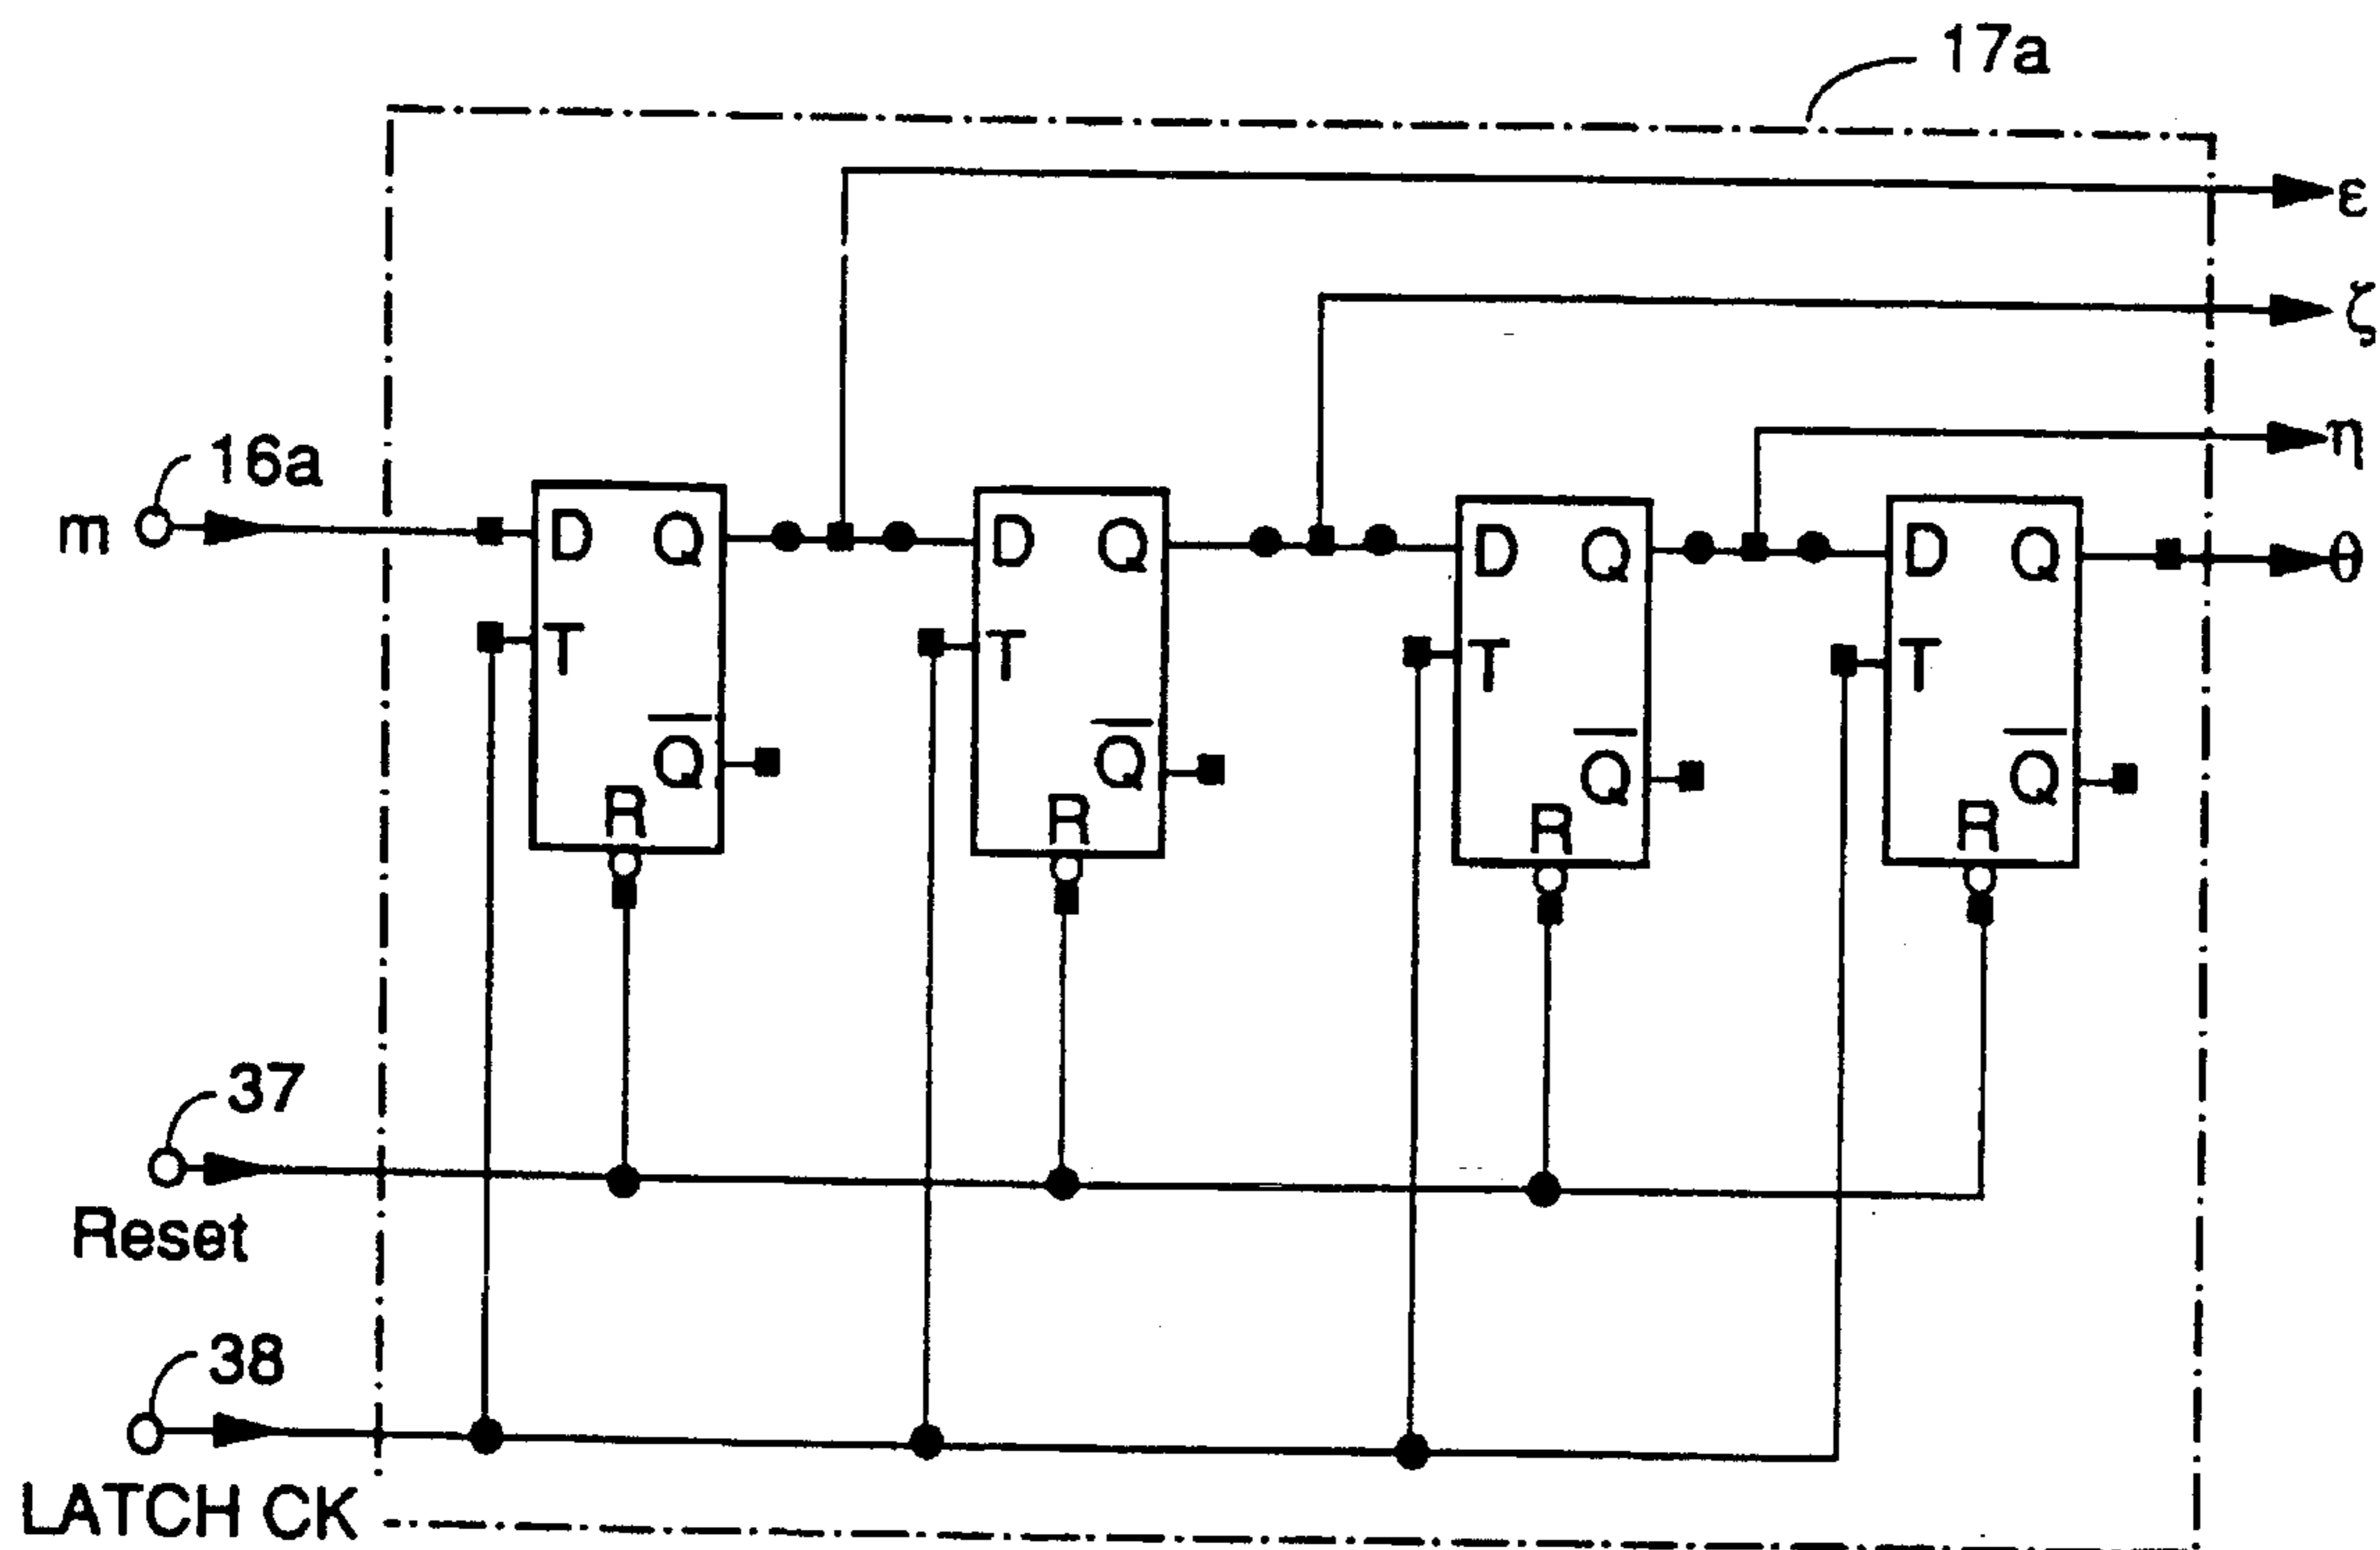 17a
ε
ζ
η
16a
m
D Q D Q D Q D Q
θ
T T T T
Q̅ Q̅ Q̅ Q̅
R R R R
37
Reset
38
LATCH CK